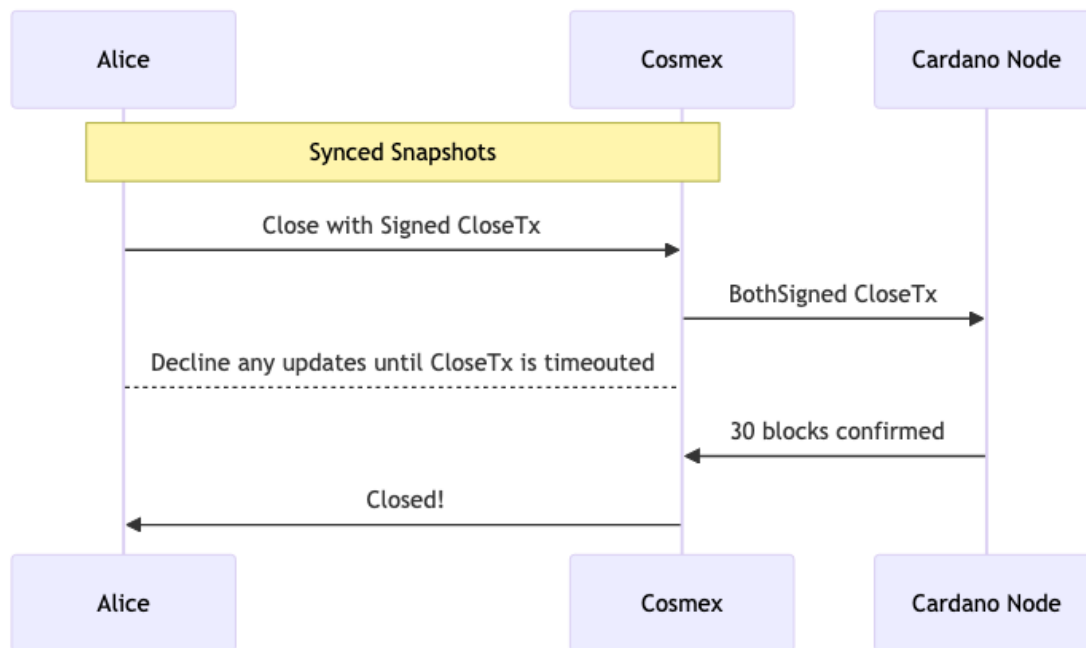 Alice
Cosmex
Cardano Node
Synced Snapshots
Close with Signed CloseTx
BothSigned CloseTx
Decline any updates until CloseTx is timeouted
30 blocks confirmed
Closed!
Alice
Cosmex
Cardano Node